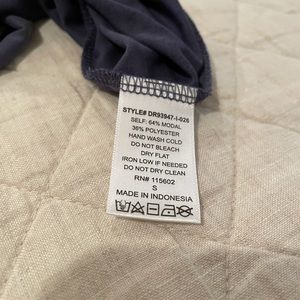 STYLE# DR93947-I-026
SELF: 64% MODAL
36% POLYESTER
HAND WASH COLD
DO NOT BLEACH
DRY FLAT
IRON LOW IF NEEDED
DO NOT DRY CLEAN
RN# 115602
S
MADE IN INDONESIA